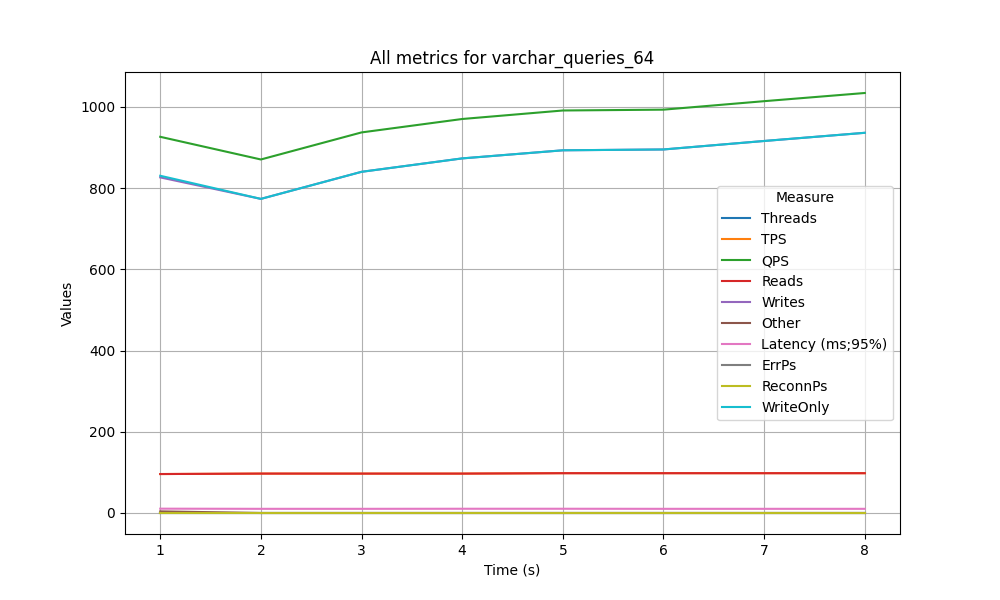 All metrics for varchar_queries_64
Values
1000
800
600
400
200
0
Measure
Threads
TPS
QPS
Reads
Writes
Other
Latency (ms;95%)
ErrPs
ReconnPs
WriteOnly
1 2 3 4 5 6 7 8
Time (s)